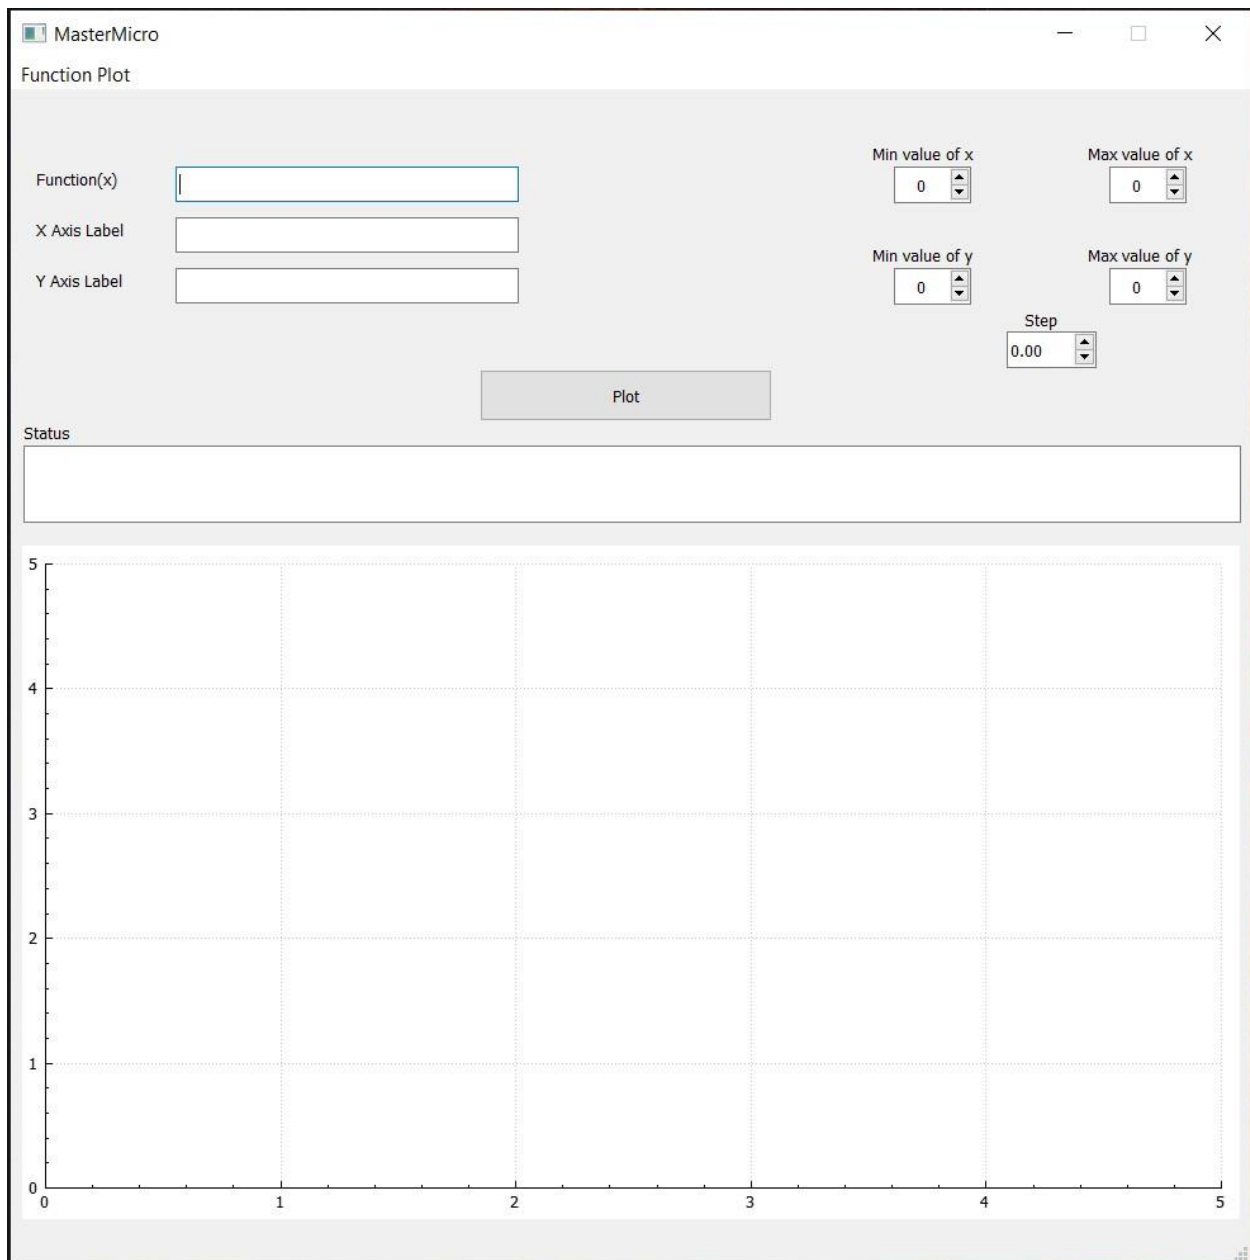 MasterMicro
Function Plot
Min value of x
Max value of x
Function(x)
0
0
X Axis Label
Min value of y
Max value of y
Y Axis Label
0
0
Step
0.00
Plot
Status
5
4
3
2
1
0
0 1 2 3 4 5